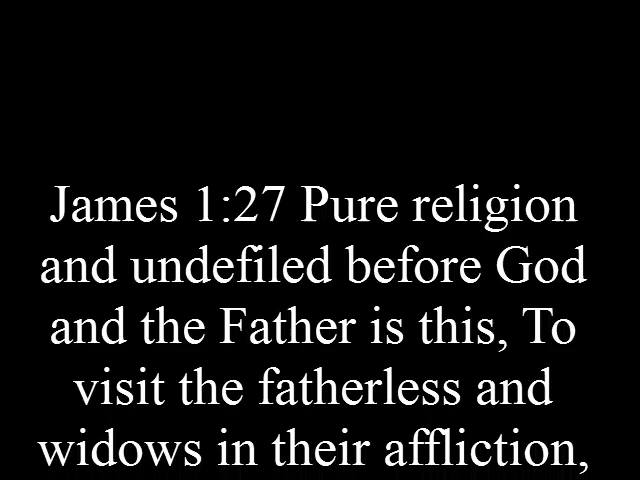 James 1:27 Pure religion
and undefiled before God
and the Father is this, To
visit the fatherless and
widows in their affliction,